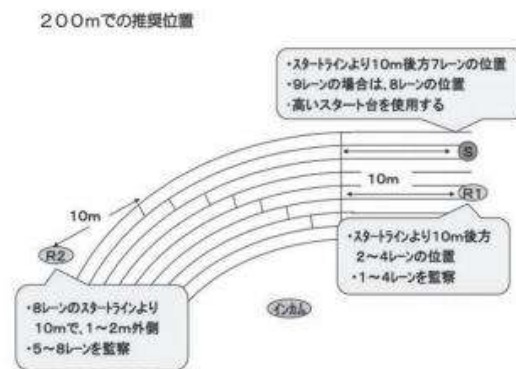 200mでの推奨位置
・スタートラインより10m後方7レーンの位置
・9レーンの場合は、8レーンの位置
・高いスタート台を使用する
S
10m
R1
10m
R2
・スタートラインより10m後方
2～4レーンの位置
・1～4レーンを監察
・8レーンのスタートラインより
10mで、1～2m外側
・5～8レーンを監察
インカム